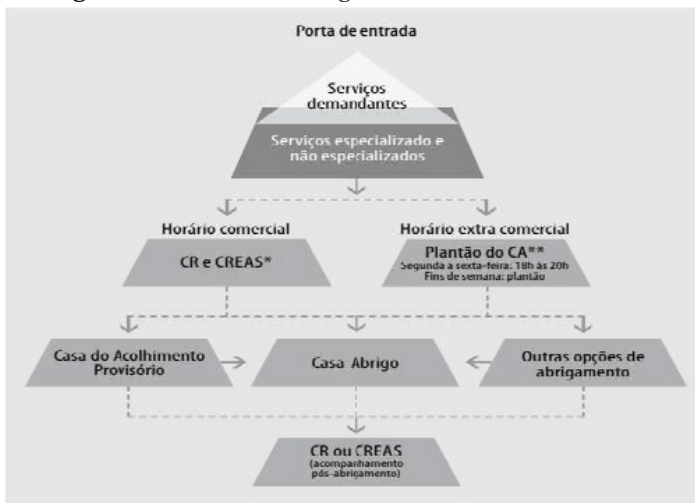 Porta de entrada
Serviços
demandantes
Serviços especializado e
não especializados
Horário comercial
Horário extra comercial
CR e CREAS*
Plantão do CA**
Segunda a sexta-feira: 18h às 20h
Fins de semana: plantão
Casa do Acolhimento
Provisório
Casa Abrigo
Outras opções de
abrigamento
CR ou CREAS
(acompanhamento
pós-abrigamento)